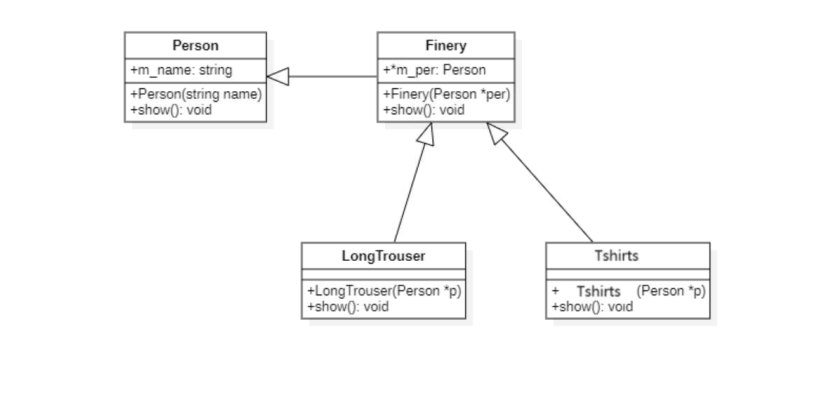 Person
+m_name: string
+Person(string name)
+show(): void
Finery
+*m_per: Person
+Finery(Person *per)
+show(): void
LongTrouser
+LongTrouser(Person *p)
+show(): void
Tshirts
+ Tshirts (Person *p)
+show(): void